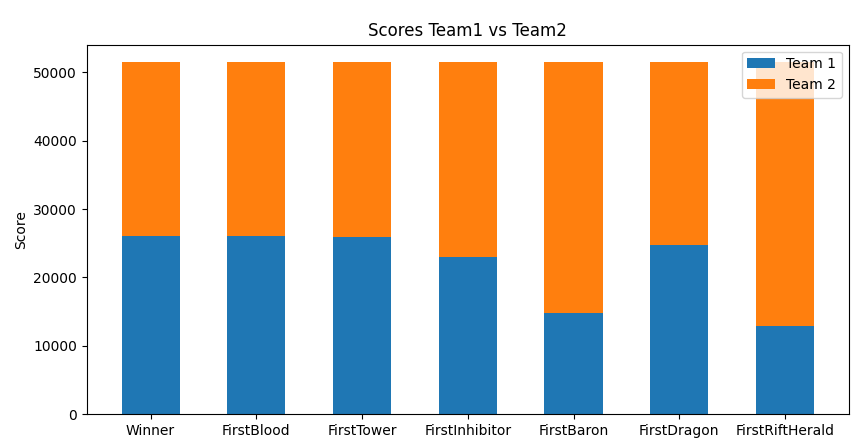 Scores Team1 vs Team2
Team 1
Team 2
Score
50000
40000
30000
20000
10000
0
Winner FirstBlood FirstTower FirstInhibitor FirstBaron FirstDragon FirstRiftHerald